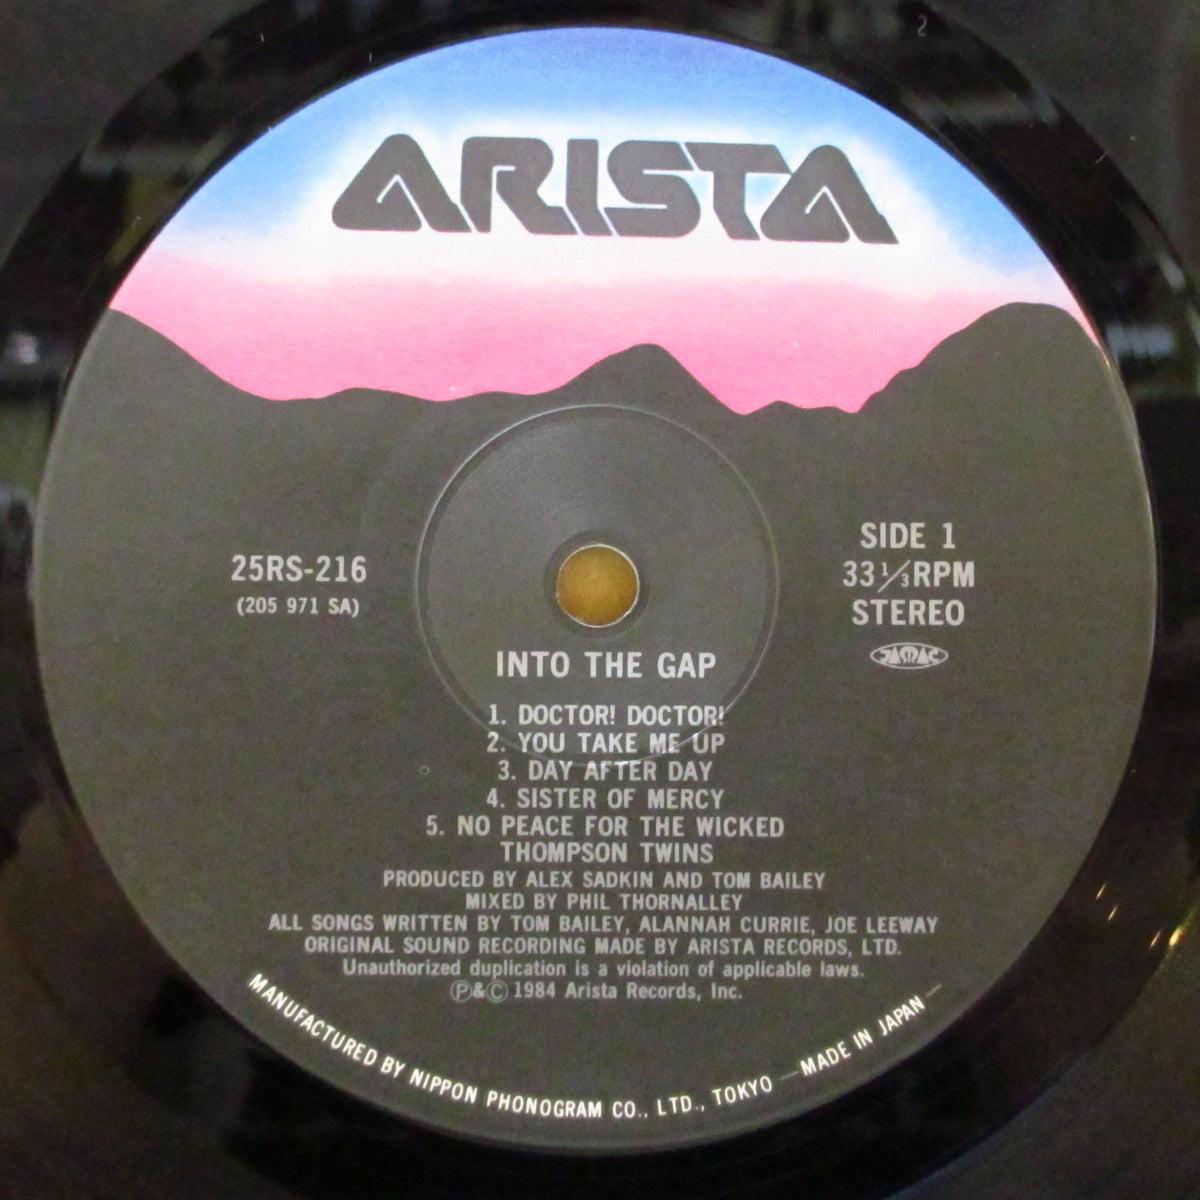 ARISTA
25RS-216
(205 971 SA)
SIDE 1
33 1/3 RPM
STEREO
JASRAC
INTO THE GAP
1. DOCTOR! DOCTOR!
2. YOU TAKE ME UP
3. DAY AFTER DAY
4. SISTER OF MERCY
5. NO PEACE FOR THE WICKED
THOMPSON TWINS
PRODUCED BY ALEX SADKIN AND TOM BAILEY
MIXED BY PHIL THORNALLEY
ALL SONGS WRITTEN BY TOM BAILEY, ALANNAH CURRIE, JOE LEEWAY
ORIGINAL SOUND RECORDING MADE BY ARISTA RECORDS, LTD.
Unauthorized duplication is a violation of applicable laws.
Ⓟ&Ⓒ 1984 Arista Records, Inc.
MANUFACTURED BY NIPPON PHONOGRAM CO., LTD., TOKYO — MADE IN JAPAN —